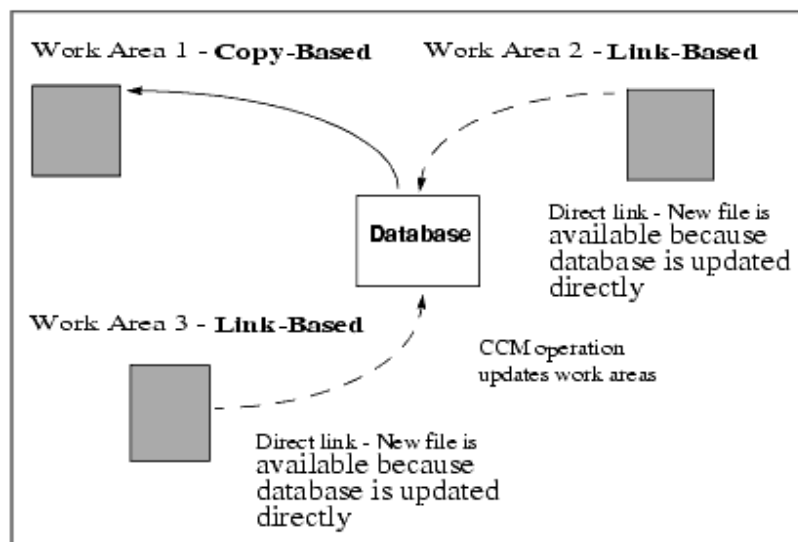 Work Area 1 - Copy-Based
Work Area 2 - Link-Based
Database
Direct link - New file is
available because
database is updated
directly
Work Area 3 - Link-Based
CCM operation
updates work areas
Direct link - New file is
available because
database is updated
directly